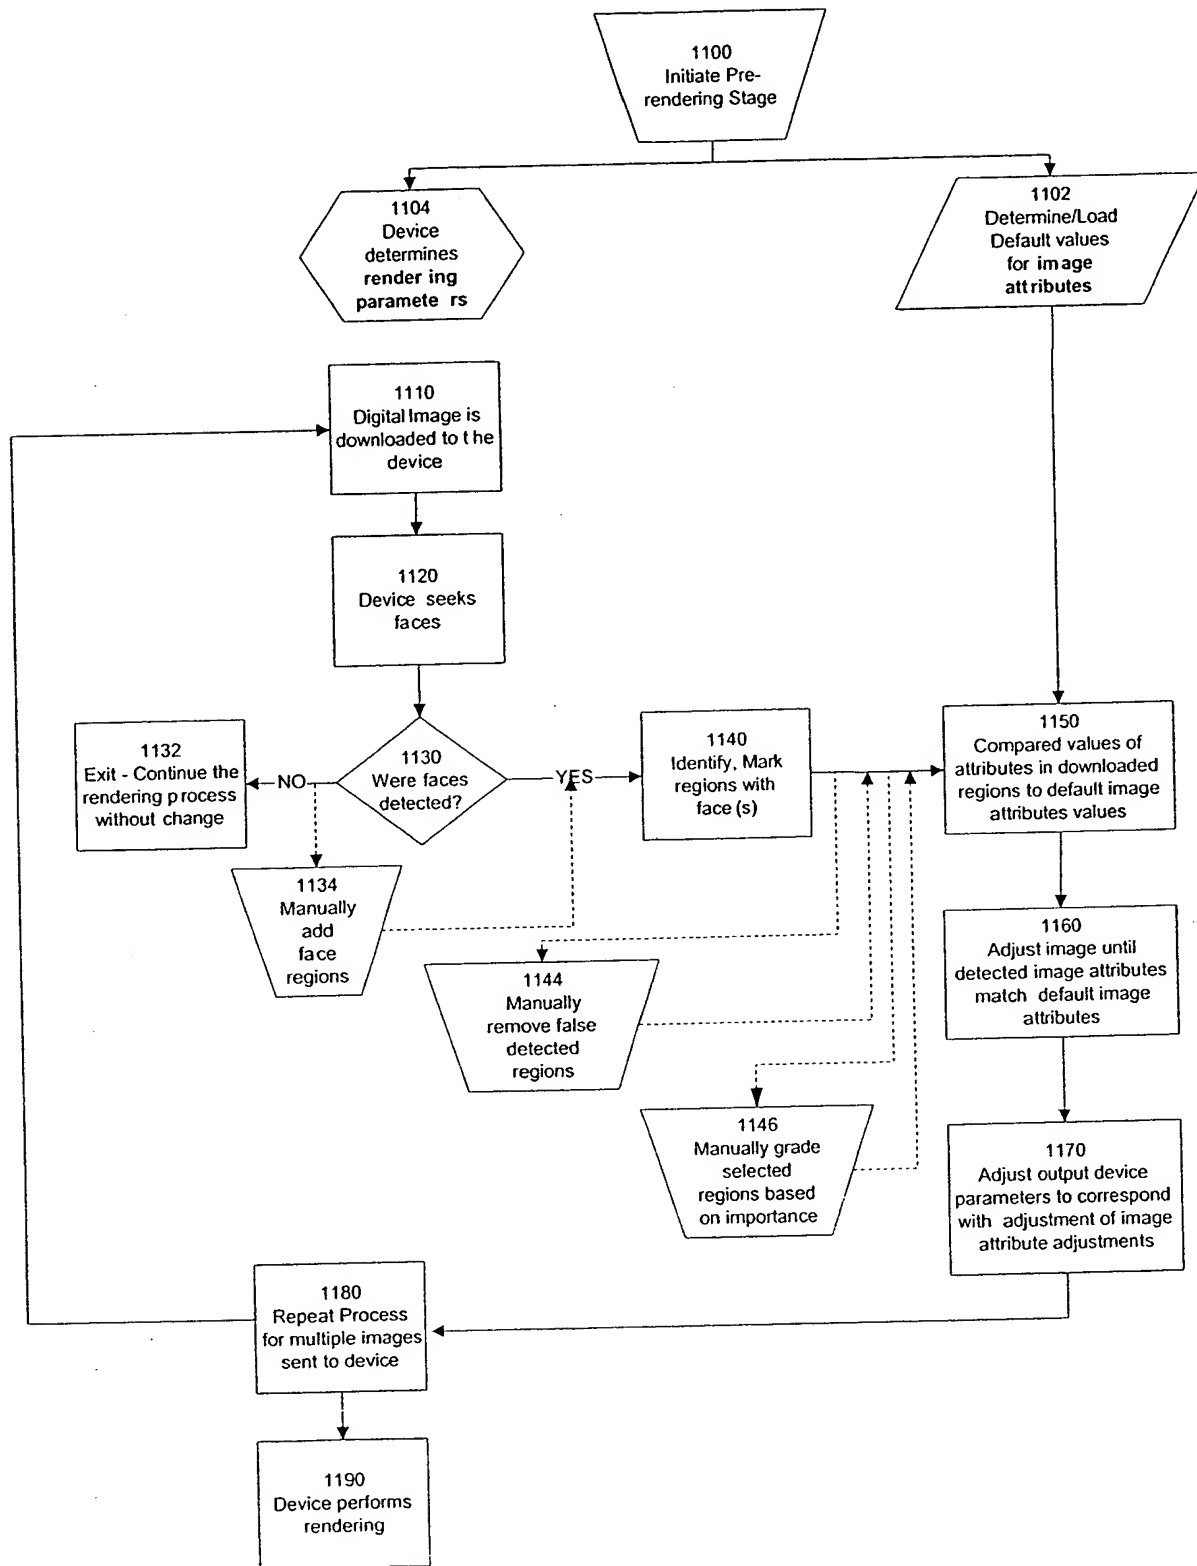 1100
Initiate Pre-
rendering Stage
1104
Device
determines
render ing
paramete rs
1102
Determine/Load
Default values
for image
attributes
1110
Digital Image is
downloaded to t he
device
1120
Device seeks
faces
1130
Were faces
detected?
NO
YES
1132
Exit - Continue the
rendering process
without change
1134
Manually
add
face
regions
1140
Identify, Mark
regions with
face (s)
1144
Manually
remove false
detected
regions
1146
Manually grade
selected
regions based
on importance
1150
Compared values of
attributes in downloaded
regions to default image
attributes values
1160
Adjust image until
detected image attributes
match default image
attributes
1170
Adjust output device
parameters to correspond
with adjustment of image
attribute adjustments
1180
Repeat Process
for multiple images
sent to device
1190
Device performs
rendering